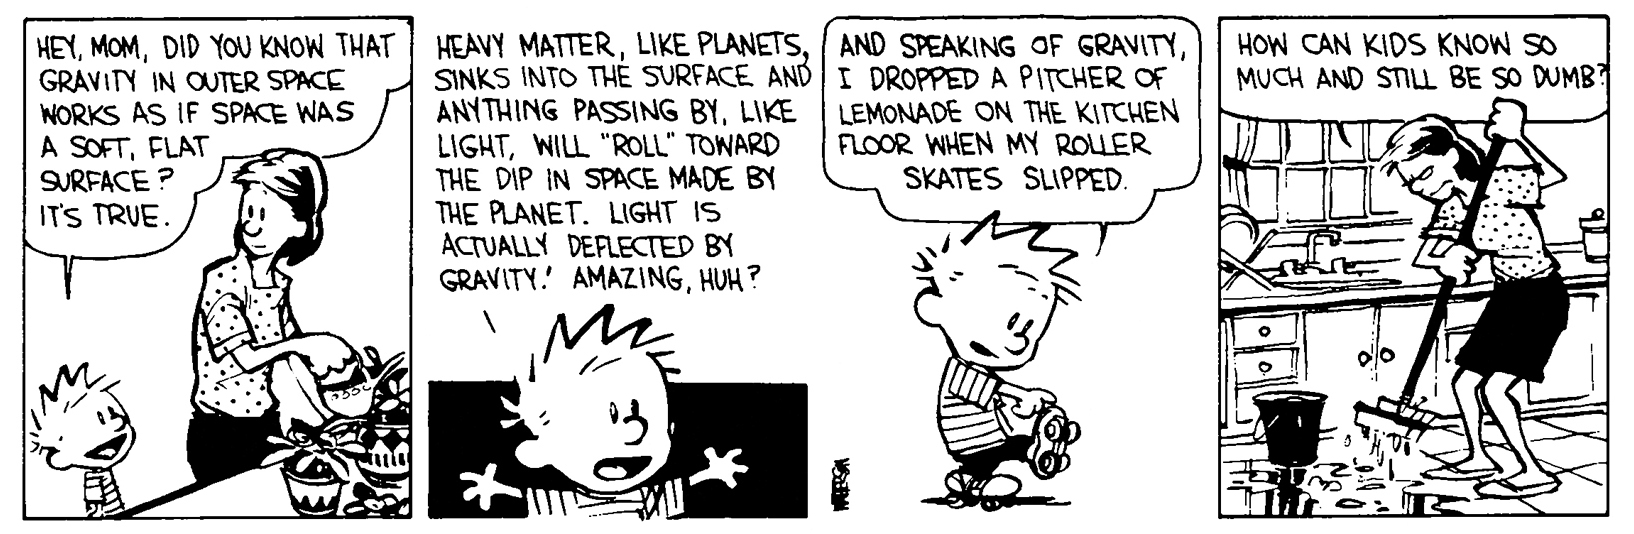 HEY, MOM, DID YOU KNOW THAT
GRAVITY IN OUTER SPACE
WORKS AS IF SPACE WAS
A SOFT, FLAT
SURFACE?
IT'S TRUE.
HEAVY MATTER, LIKE PLANETS,
SINKS INTO THE SURFACE AND
ANYTHING PASSING BY, LIKE
LIGHT, WILL "ROLL" TOWARD
THE DIP IN SPACE MADE BY
THE PLANET. LIGHT IS
ACTUALLY DEFLECTED BY
GRAVITY! AMAZING, HUH?
AND SPEAKING OF GRAVITY,
I DROPPED A PITCHER OF
LEMONADE ON THE KITCHEN
FLOOR WHEN MY ROLLER
SKATES SLIPPED.
WATTERSON
HOW CAN KIDS KNOW SO
MUCH AND STILL BE SO DUMB?